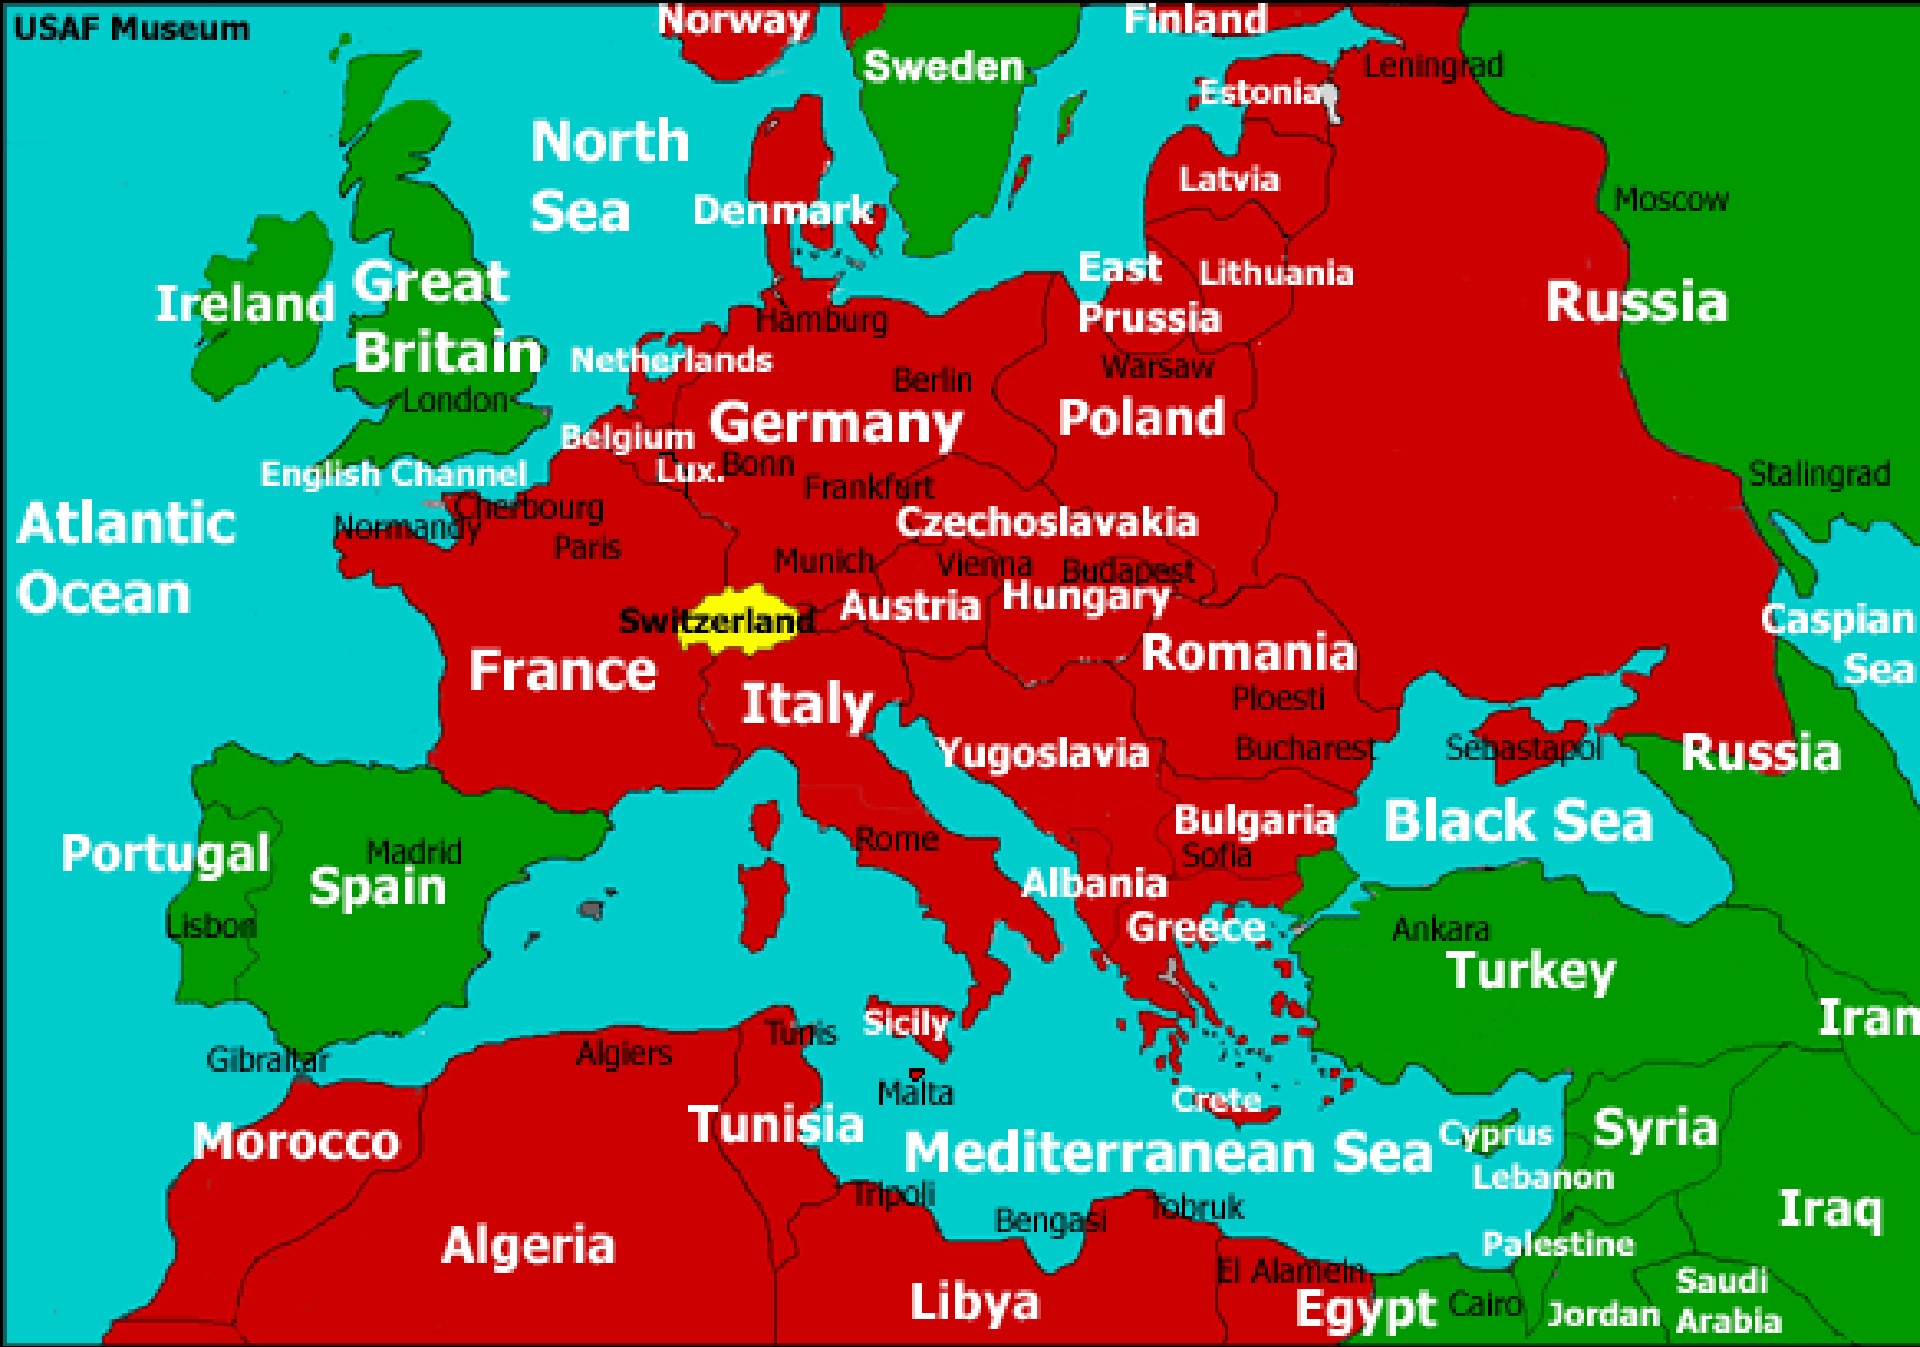 USAF Museum
Norway
Finland
Sweden
Leningrad
Estonia
North
Sea
Latvia
Moscow
Denmark
East
Prussia
Lithuania
Great
Britain
Ireland
Russia
Hamburg
Netherlands
Warsaw
Berlin
London
Germany
Poland
Belgium
Lux.
Bonn
English Channel
Stalingrad
Frankfurt
Cherbourg
Normandy
Atlantic
Ocean
Czechoslavakia
Paris
Munich
Vienna
Budapest
Hungary
Austria
Switzerland
Caspian
Sea
Romania
France
Italy
Ploesti
Yugoslavia
Bucharest
Sebastapol
Russia
Bulgaria
Black Sea
Rome
Portugal
Madrid
Spain
Sofia
Albania
Greece
Lisbon
Ankara
Turkey
Iran
Sicily
Tunis
Gibraltar
Algiers
Malta
Crete
Tunisia
Morocco
Mediterranean Sea
Cyprus
Syria
Lebanon
Tripoli
Bengasi
Tobruk
Iraq
Algeria
Palestine
El Alamein
Saudi
Arabia
Libya
Egypt
Cairo
Jordan